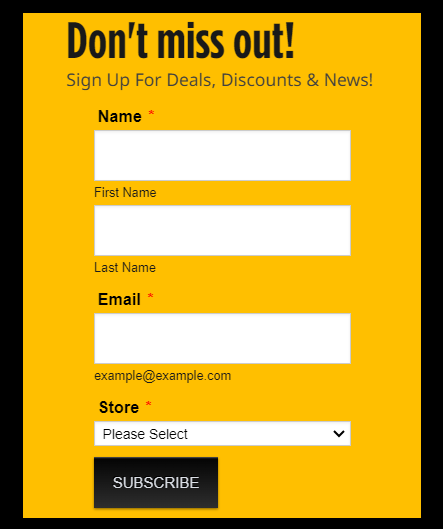 Don't miss out!
Sign Up For Deals, Discounts & News!
Name *
First Name
Last Name
Email *
example@example.com
Store *
Please Select
SUBSCRIBE